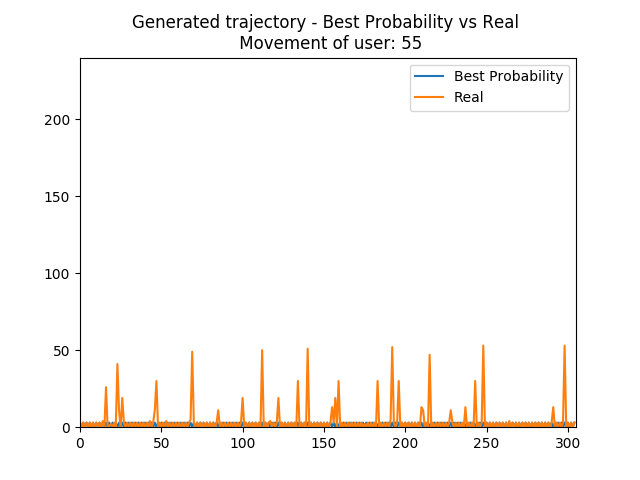 Generated trajectory - Best Probability vs Real
Movement of user: 55
Best Probability
Real
200
150
100
50
0
0 50 100 150 200 250 300